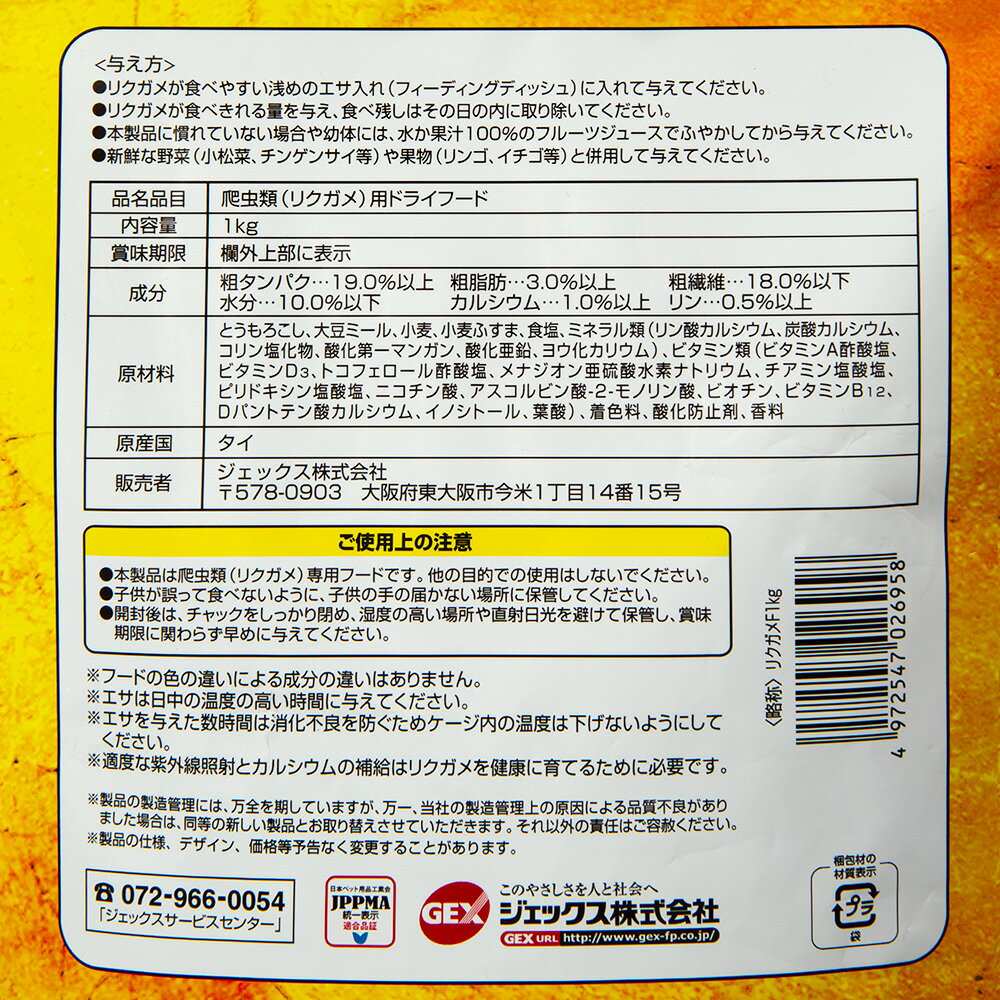 <与え方>
●リクガメが食べやすい浅めのエサ入れ(フィーディングディッシュ)に入れて与えてください。
●リクガメが食べきれる量を与え、食べ残しはその日の内に取り除いてください。
●本製品に慣れていない場合や幼体には、水か果汁100%のフルーツジュースでふやかしてから与えてください。
●新鮮な野菜(小松菜、チンゲンサイ等)や果物(リンゴ、イチゴ等)と併用して与えてください。
品名品目 爬虫類(リクガメ)用ドライフード
内容量 1kg
賞味期限 欄外上部に表示
成分 粗タンパク…19.0%以上 粗脂肪…3.0%以上 粗繊維…18.0%以下
水分…10.0%以下 カルシウム…1.0%以上 リン…0.5%以上
原材料 とうもろこし、大豆ミール、小麦、小麦ふすま、食塩、ミネラル類(リン酸カルシウム、炭酸カルシウム、
コリン塩化物、酸化第一マンガン、酸化亜鉛、ヨウ化カリウム)、ビタミン類(ビタミンA酢酸塩、
ビタミンD3、トコフェロール酢酸塩、メナジオン亜硫酸水素ナトリウム、チアミン塩酸塩、
ピリドキシン塩酸塩、ニコチン酸、アスコルビン酸-2-モノリン酸、ビオチン、ビタミンB12、
Dパントテン酸カルシウム、イノシトール、葉酸)、着色料、酸化防止剤、香料
原産国 タイ
販売者 ジェックス株式会社
〒578-0903 大阪府東大阪市今米1丁目14番15号
ご使用上の注意
●本製品は爬虫類(リクガメ)専用フードです。他の目的での使用はしないでください。
●子供が誤って食べないように、子供の手の届かない場所に保管してください。
●開封後は、チャックをしっかり閉め、湿度の高い場所や直射日光を避けて保管し、賞味
期限に関わらず早めに与えてください。
※フードの色の違いによる成分の違いはありません。
※エサは日中の温度の高い時間に与えてください。
※エサを与えた数時間は消化不良を防ぐためケージ内の温度は下げないようにして
ください。
※適度な紫外線照射とカルシウムの補給はリクガメを健康に育てるために必要です。
※製品の製造管理には、万全を期していますが、万一、当社の製造管理上の原因による品質不良があり
ました場合は、同等の新しい製品とお取り替えさせていただきます。それ以外の責任はご容赦ください。
※製品の仕様、デザイン、価格等予告なく変更することがあります。
<略称>リクガメF1kg
4 972547 026958
☎072-966-0054
「ジェックスサービスセンター」
日本ペット用品工業会
JPPMA
統一表示
適合品証
GEX
このやさしさを人と社会へ
ジェックス株式会社
GEX URL http://www.gex-fp.co.jp/
梱包材の
材質表示
プラ
袋